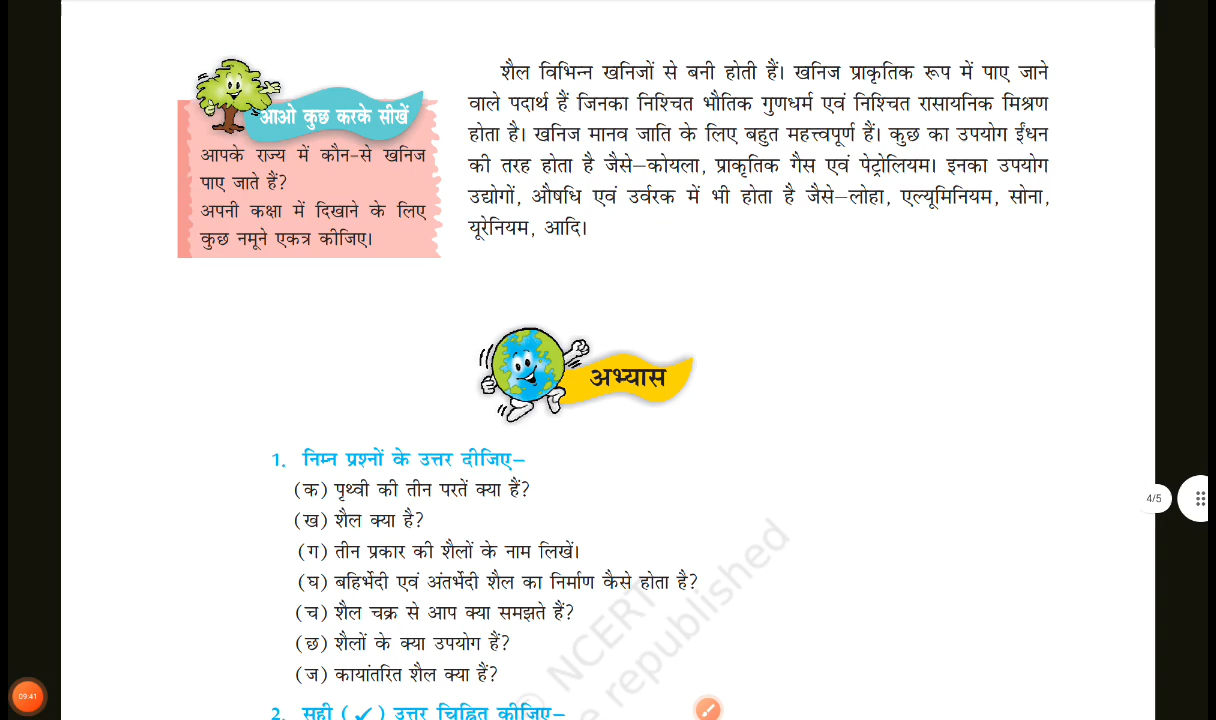 आओ कुछ करके सीखें
आपके राज्य में कौन-से खनिज
पाए जाते हैं?
अपनी कक्षा में दिखाने के लिए
कुछ नमूने एकत्र कीजिए।
शैल विभिन्न खनिजों से बनी होती हैं। खनिज प्राकृतिक रूप में पाए जाने
वाले पदार्थ हैं जिनका निश्चित भौतिक गुणधर्म एवं निश्चित रासायनिक मिश्रण
होता है। खनिज मानव जाति के लिए बहुत महत्त्वपूर्ण हैं। कुछ का उपयोग ईंधन
की तरह होता है जैसे–कोयला, प्राकृतिक गैस एवं पेट्रोलियम। इनका उपयोग
उद्योगों, औषधि एवं उर्वरक में भी होता है जैसे–लोहा, एल्यूमिनियम, सोना,
यूरेनियम, आदि।
अभ्यास
1. निम्न प्रश्नों के उत्तर दीजिए–
(क) पृथ्वी की तीन परतें क्या हैं?
(ख) शैल क्या है?
(ग) तीन प्रकार की शैलों के नाम लिखें।
(घ) बहिर्भेदी एवं अंतर्भेदी शैल का निर्माण कैसे होता है?
(च) शैल चक्र से आप क्या समझते हैं?
(छ) शैलों के क्या उपयोग हैं?
(ज) कायांतरित शैल क्या हैं?
2. सही (✓) उत्तर चिह्नित कीजिए–
© NCERT
republished
4/5
09:41